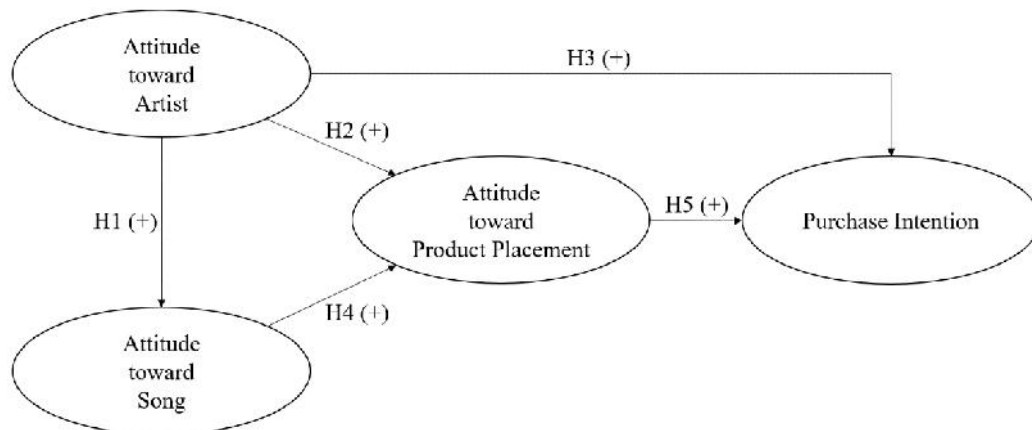 Attitude
toward
Artist
H3 (+)
H2 (+)
H1 (+)
Attitude
toward
Product Placement
H5 (+)
Purchase Intention
H4 (+)
Attitude
toward
Song